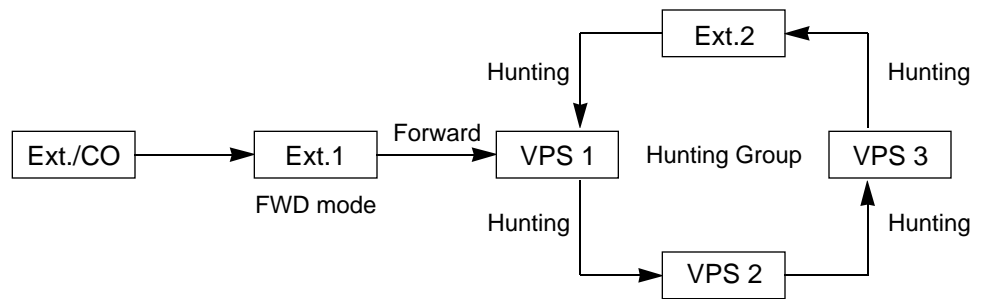 Ext.2
Hunting
Hunting
Forward
Ext./CO
Ext.1
VPS 1
Hunting Group
VPS 3
FWD mode
Hunting
Hunting
VPS 2